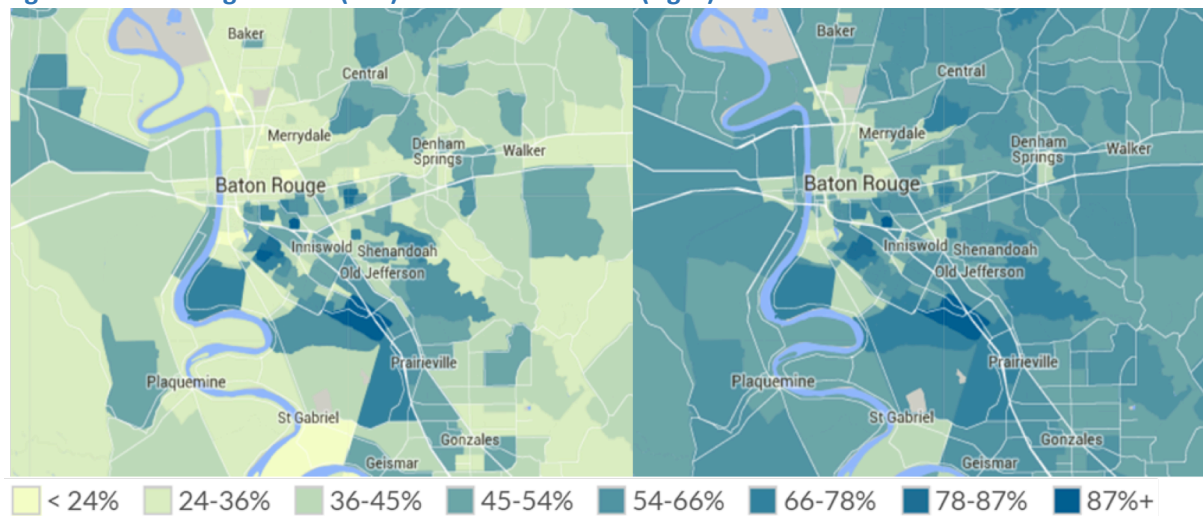 Baker
Central
Merrydale
Denham
Springs
Walker
Baton Rouge
Inniswold
Shenandoah
Old Jefferson
Prairieville
Plaquemine
St Gabriel
Gonzales
Geismar
Baker
Central
Merrydale
Denham
Springs
Walker
Baton Rouge
Inniswold
Shenandoah
Old Jefferson
Prairieville
Plaquemine
St Gabriel
Gonzales
Geismar
< 24% 24-36% 36-45% 45-54% 54-66% 66-78% 78-87% 87%+